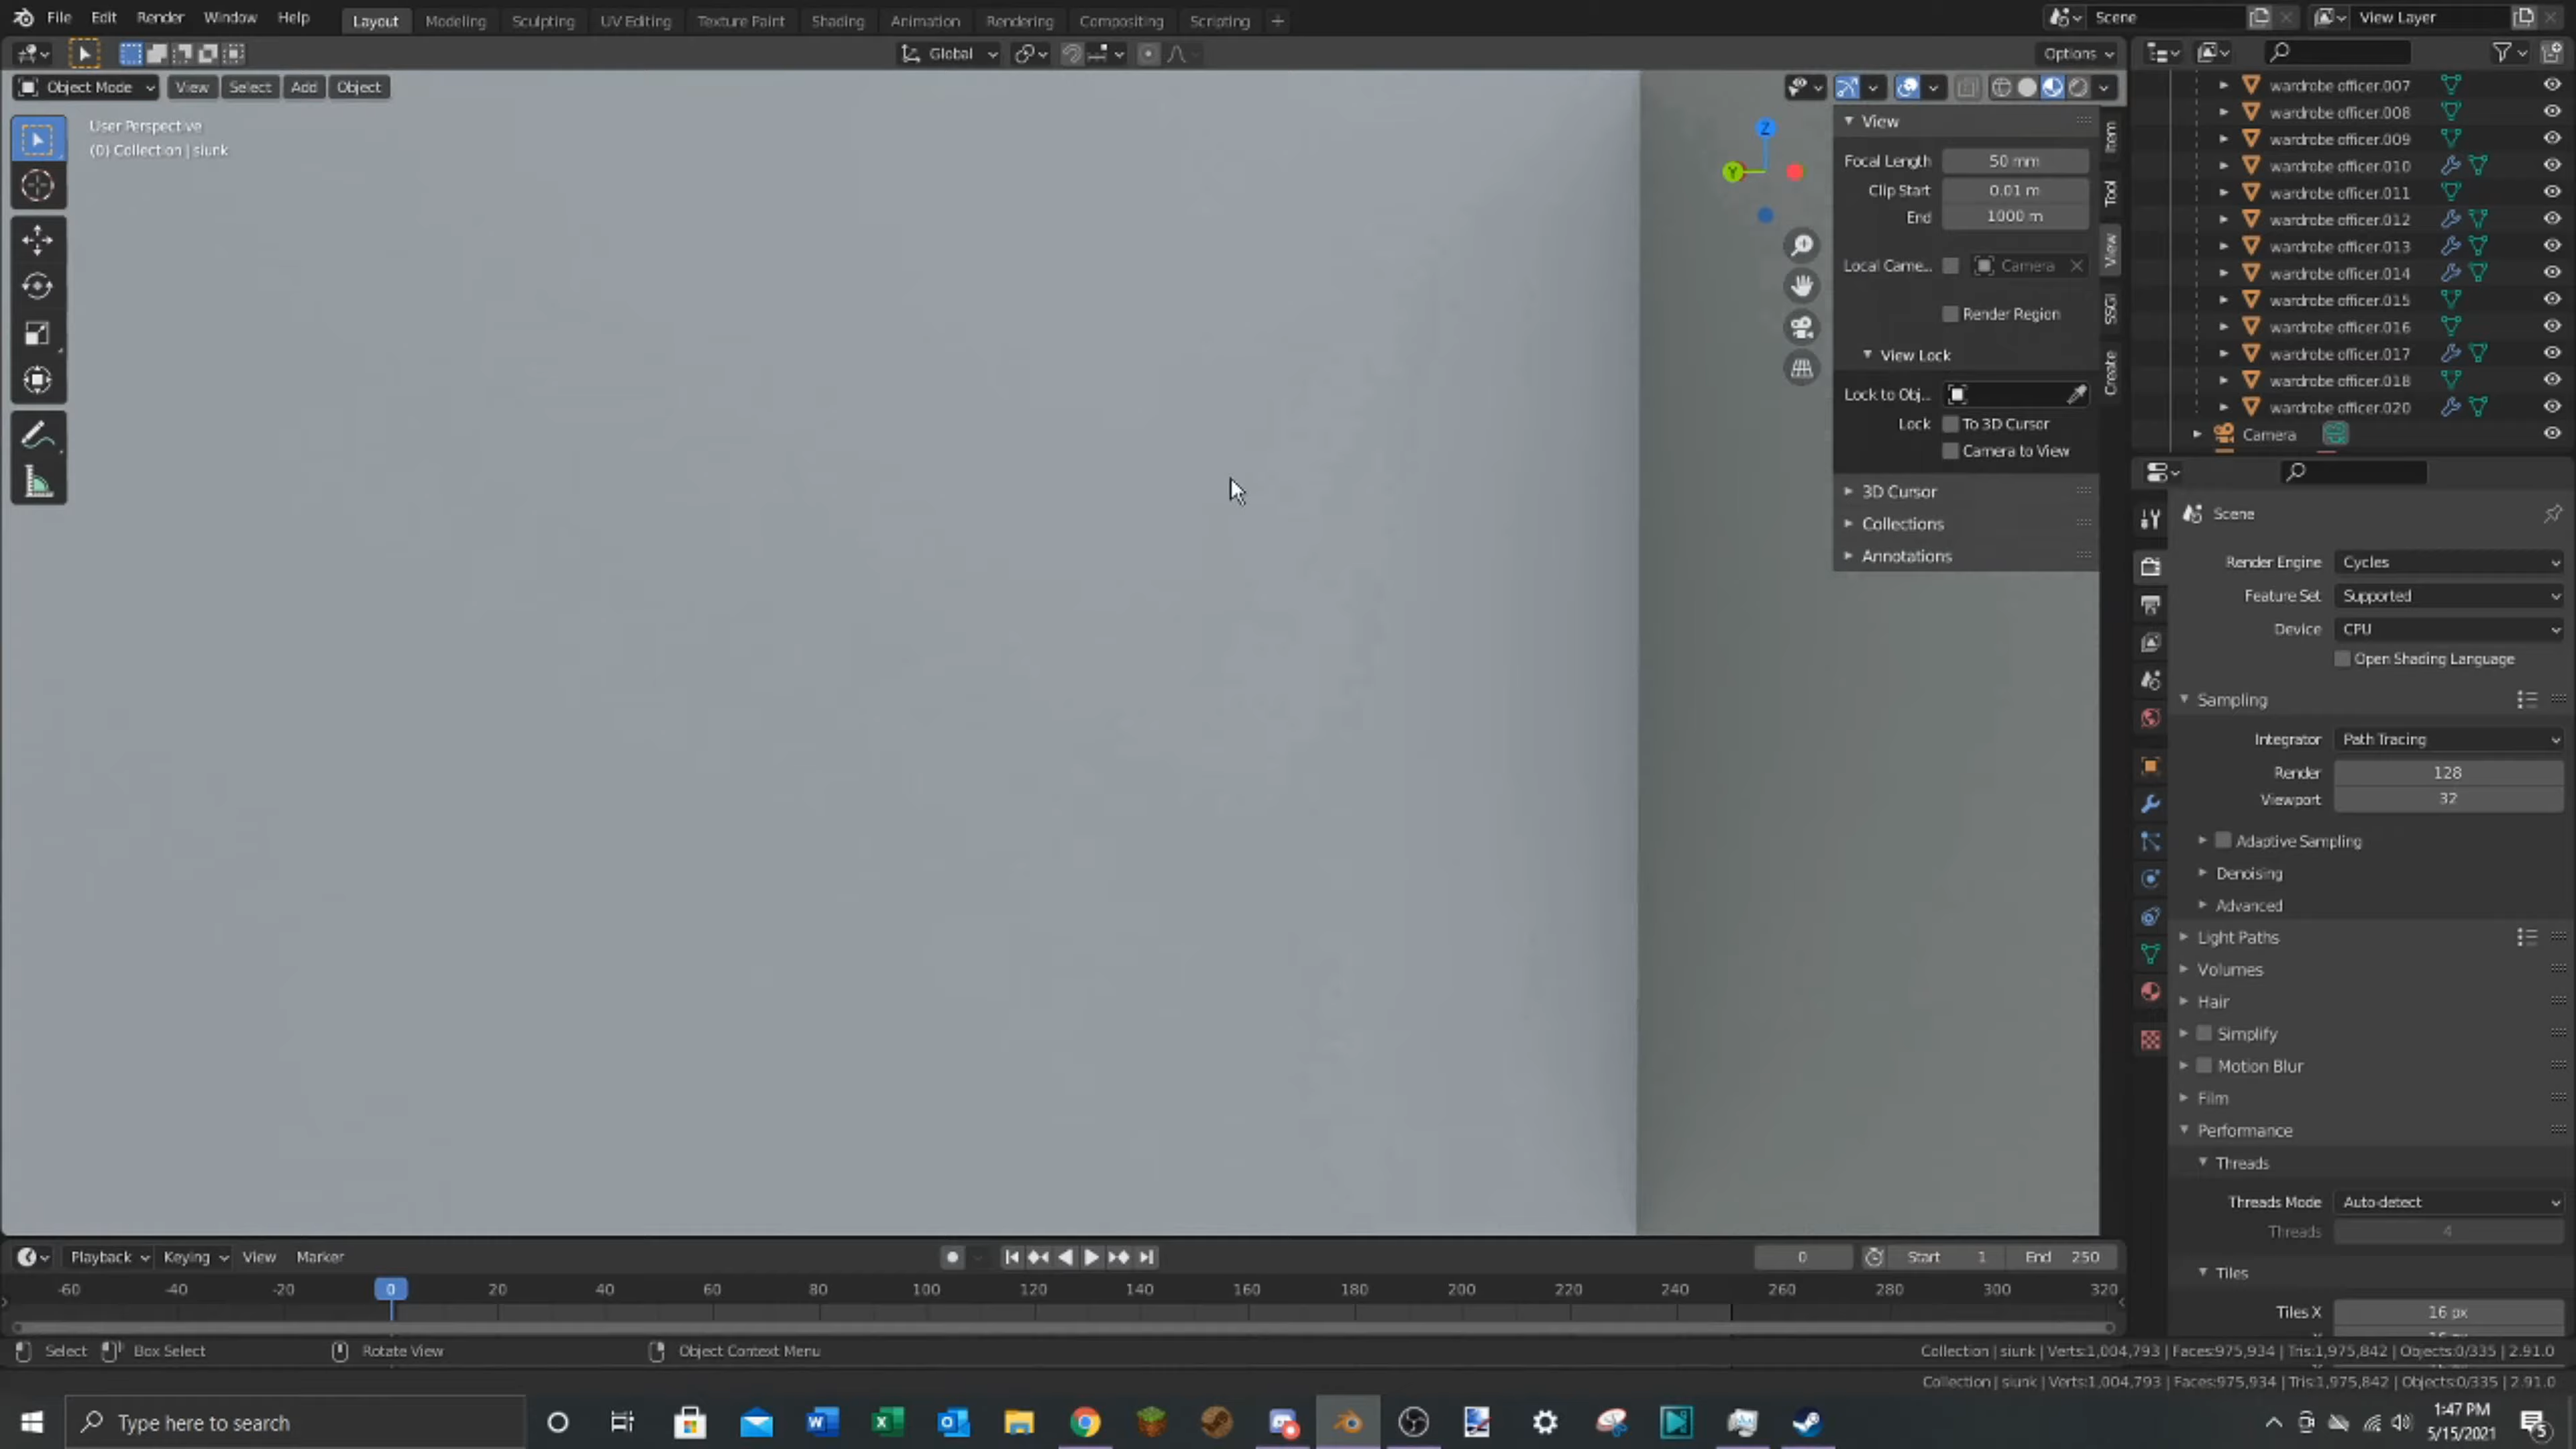 File Edit Render Window Help Layout Modeling Sculpting UV Editing Texture Paint Shading Animation Rendering Compositing Scripting + Scene View Layer
Global Options
Object Mode View Select Add Object
User Perspective
(0) Collection | siunk
Z
Y
View
Focal Length 50 mm
Clip Start 0.01 m
End 1000 m
Local Came... Camera
Render Region
View Lock
Lock to Obj...
Lock To 3D Cursor
Camera to View
3D Cursor
Collections
Annotations
Item
Tool
View
SSGI
Create
wardrobe officer.007
wardrobe officer.008
wardrobe officer.009
wardrobe officer.010
wardrobe officer.011
wardrobe officer.012
wardrobe officer.013
wardrobe officer.014
wardrobe officer.015
wardrobe officer.016
wardrobe officer.017
wardrobe officer.018
wardrobe officer.020
Camera
Scene
Render Engine Cycles
Feature Set Supported
Device CPU
Open Shading Language
Sampling
Integrator Path Tracing
Render 128
Viewport 32
Adaptive Sampling
Denoising
Advanced
Light Paths
Volumes
Hair
Simplify
Motion Blur
Film
Performance
Threads
Threads Mode Auto-detect
Threads 4
Tiles
Tiles X 16 px
Playback Keying View Marker 0 Start 1 End 250
-60 -40 -20 0 20 40 60 80 100 120 140 160 180 200 220 240 260 280 300 320
Select Box Select Rotate View Object Context Menu Collection | siunk | Verts:1,004,793 | Faces:975,934 | Tris:1,975,842 | Objects:0/335 | 2.91.0
Collection | siunk | Verts:1,004,793 | Faces:975,934 | Tris:1,975,842 | Objects:0/335 | 2.91.0
Type here to search
1:47 PM
5/15/2021
5